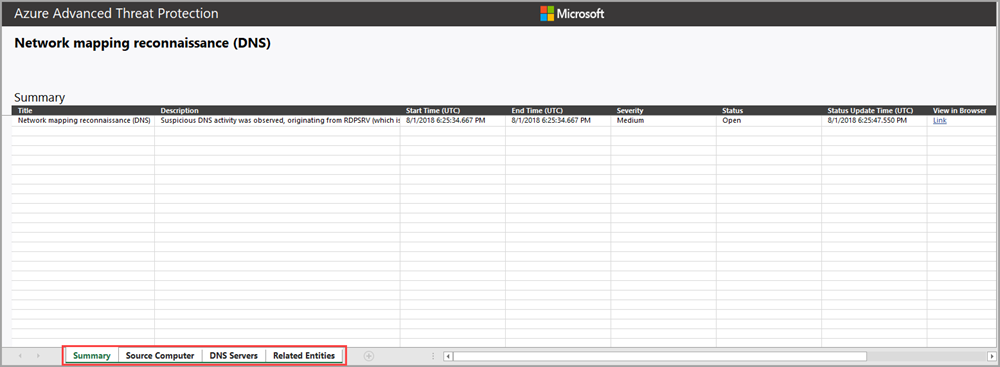 Azure Advanced Threat Protection Microsoft
Network mapping reconnaissance (DNS)
Summary
Title Description Start Time (UTC) End Time (UTC) Severity Status Status Update Time (UTC) View in Browser
Network mapping reconnaissance (DNS) Suspicious DNS activity was observed, originating from RDPSRV (which is 8/1/2018 6:25:34.667 PM 8/1/2018 6:25:34.667 PM Medium Open 8/1/2018 6:25:47.550 PM Link
Summary Source Computer DNS Servers Related Entities